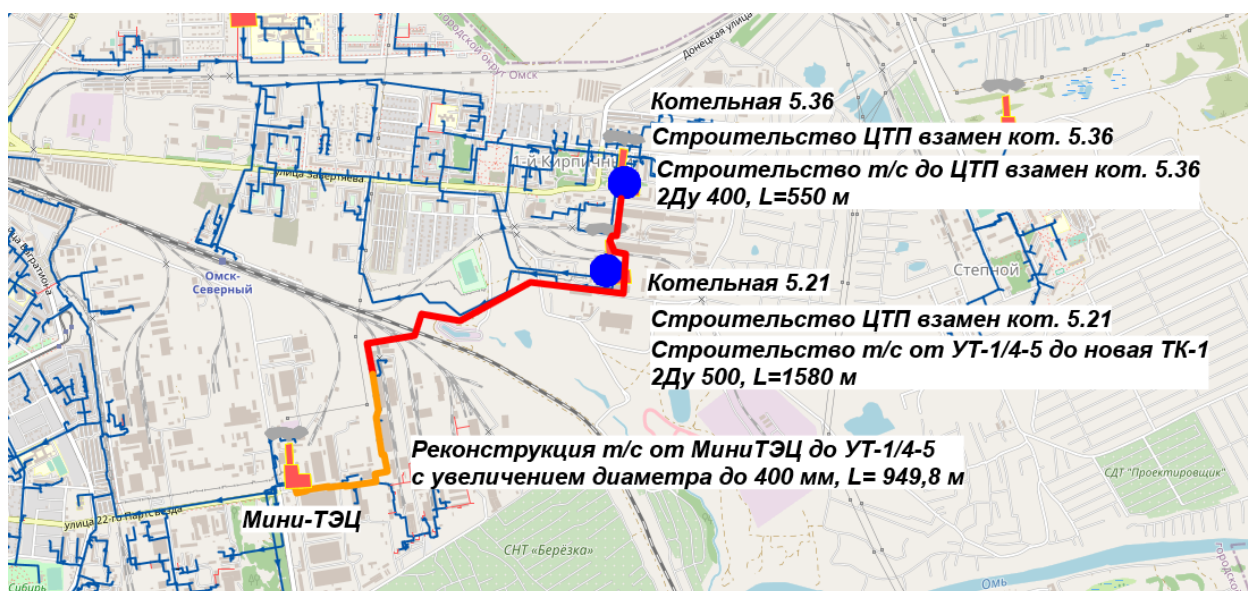 городской округ Омск
Донецкая улица
Котельная 5.36
Строительство ЦТП взамен кот. 5.36
1-й Кирпичный
Строительство т/с до ЦТП взамен кот. 5.36
2Ду 400, L=550 м
улица Завертяева
Омск-
Северный
Степной
Котельная 5.21
Строительство ЦТП взамен кот. 5.21
Строительство т/с от УТ-1/4-5 до новая ТК-1
2Ду 500, L=1580 м
Реконструкция т/с от МиниТЭЦ до УТ-1/4-5
с увеличением диаметра до 400 мм, L= 949,8 м
СДТ "Проектировщик"
Мини-ТЭЦ
улица 22-го Партсъезда
СНТ «Берёзка»
Омь
Сибирь